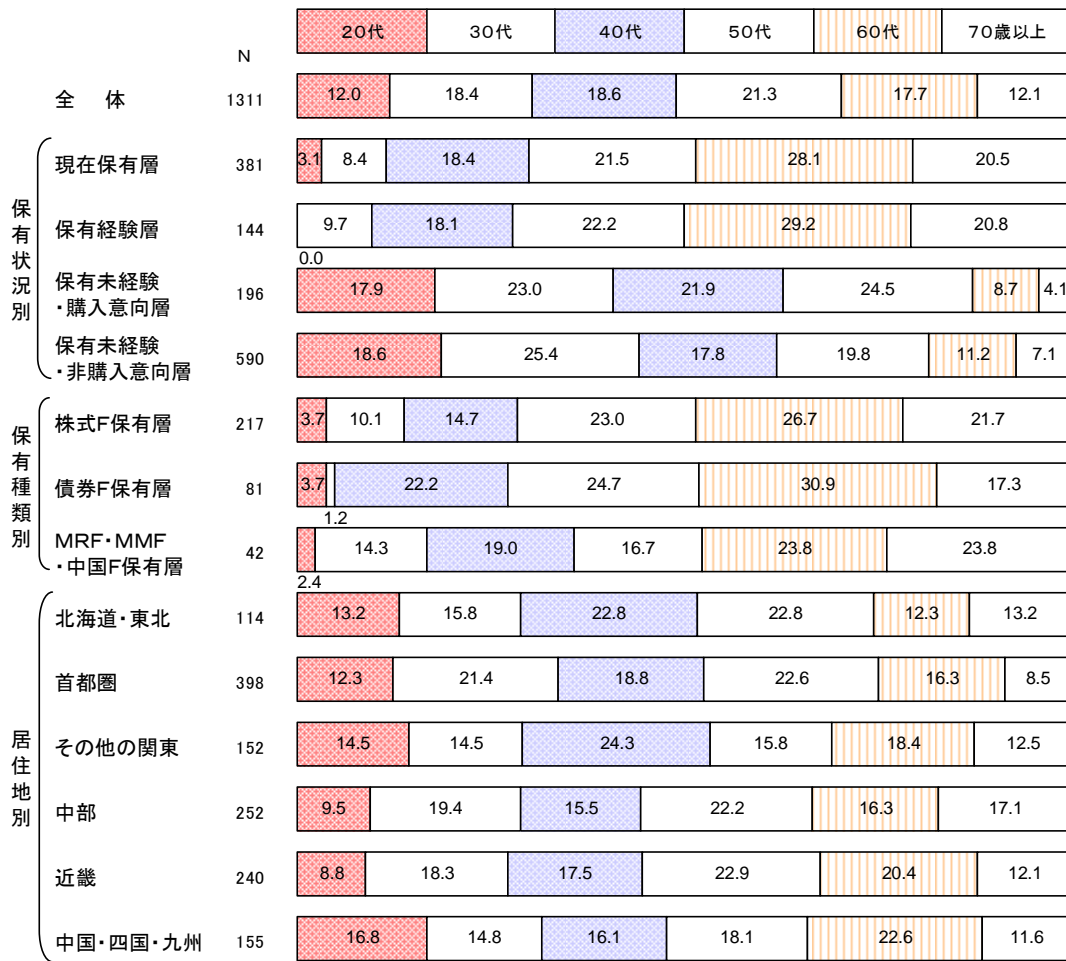 20代 30代 40代 50代 60代 70歳以上
N
全 体 1311 12.0 18.4 18.6 21.3 17.7 12.1
保有状況別
現在保有層 381 3.1 8.4 18.4 21.5 28.1 20.5
保有経験層 144 9.7 18.1 22.2 29.2 20.8
0.0
保有未経験
・購入意向層 196 17.9 23.0 21.9 24.5 8.7 4.1
保有未経験
・非購入意向層 590 18.6 25.4 17.8 19.8 11.2 7.1
保有種類別
株式F保有層 217 3.7 10.1 14.7 23.0 26.7 21.7
債券F保有層 81 3.7 22.2 24.7 30.9 17.3
1.2
MRF・MMF
・中国F保有層 42 14.3 19.0 16.7 23.8 23.8
2.4
居住地別
北海道・東北 114 13.2 15.8 22.8 22.8 12.3 13.2
首都圏 398 12.3 21.4 18.8 22.6 16.3 8.5
その他の関東 152 14.5 14.5 24.3 15.8 18.4 12.5
中部 252 9.5 19.4 15.5 22.2 16.3 17.1
近畿 240 8.8 18.3 17.5 22.9 20.4 12.1
中国・四国・九州 155 16.8 14.8 16.1 18.1 22.6 11.6